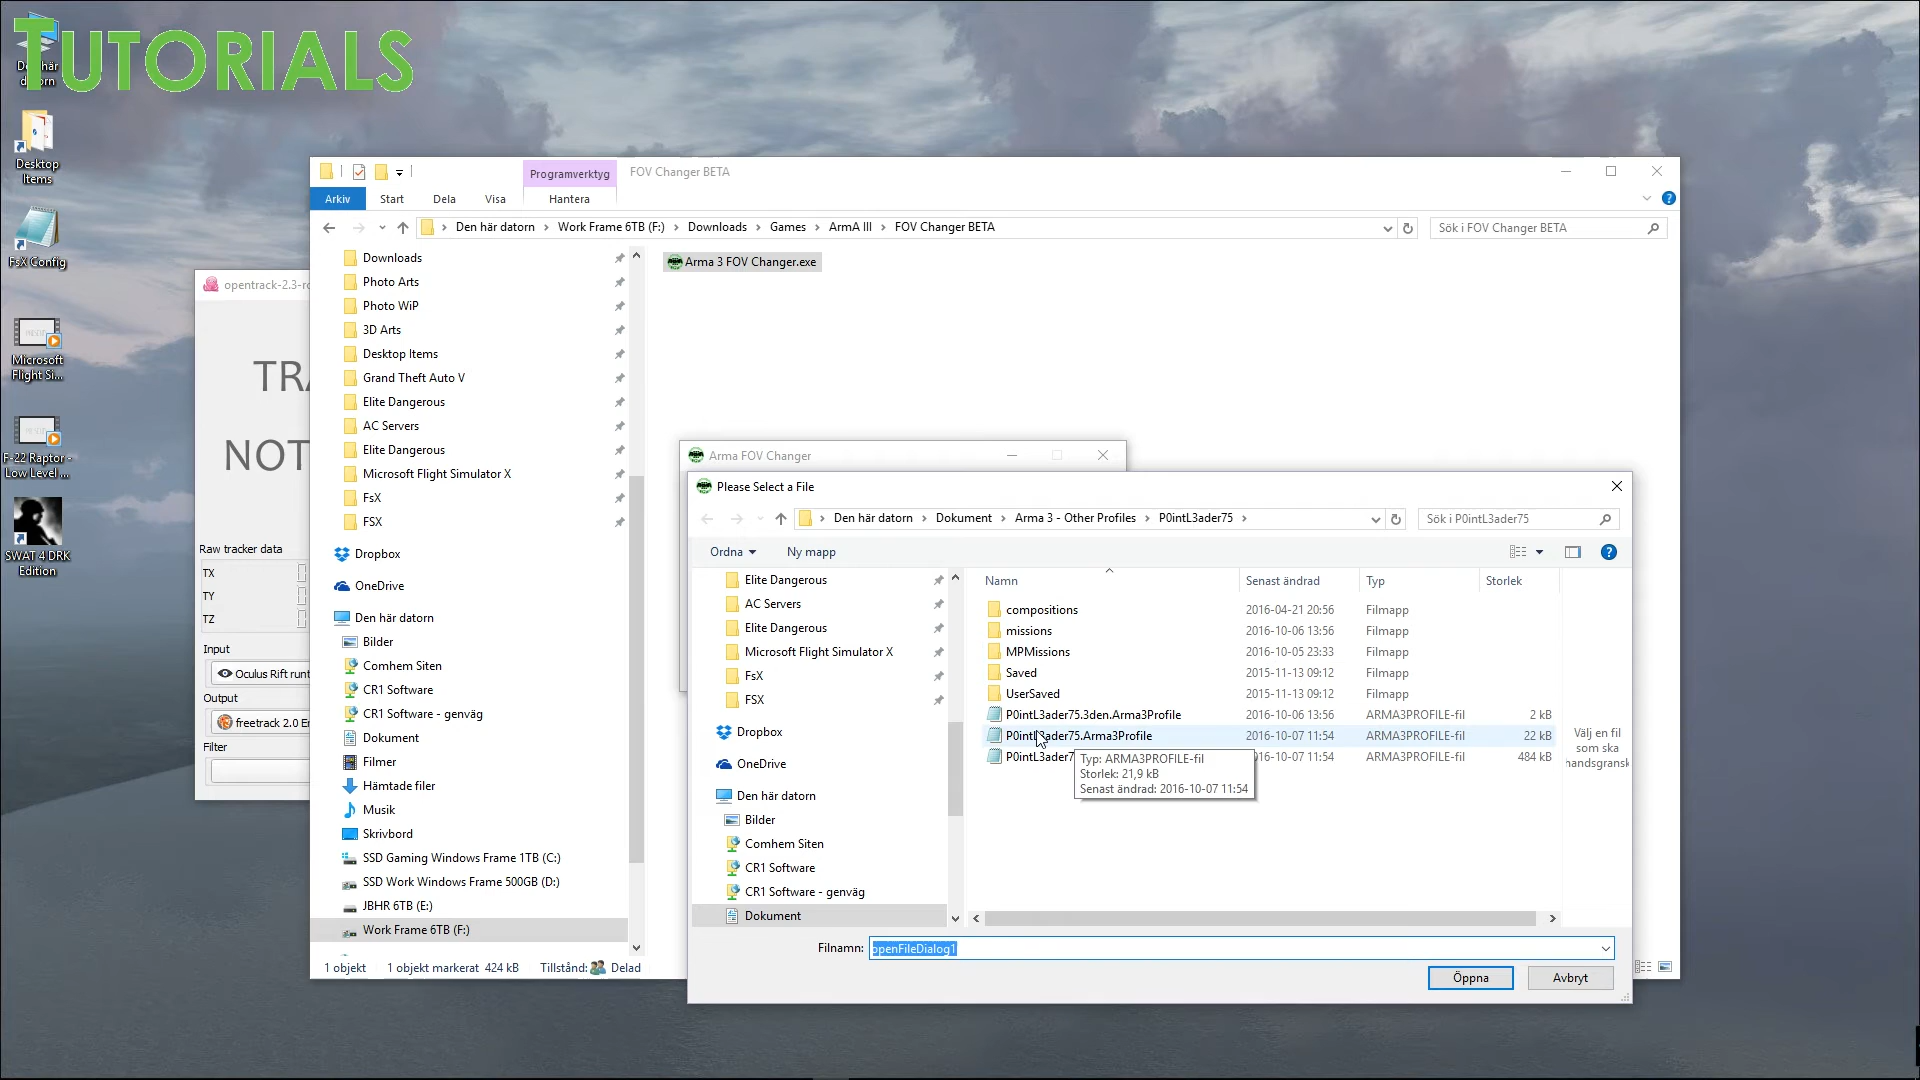 TUTORIALS
Den här
datorn
Desktop
Items
FsX Config
Microsoft
Flight Si...
F-22 Raptor -
Low Level ...
SWAT 4 DRK
Edition
opentrack-2.3-rc
TRA
NOT
Raw tracker data
TX
TY
TZ
Input
Oculus Rift runt
Output
freetrack 2.0 En
Filter
Programverktyg
FOV Changer BETA
Arkiv
Start
Dela
Visa
Hantera
Den här datorn > Work Frame 6TB (F:) > Downloads > Games > ArmA III > FOV Changer BETA
Sök i FOV Changer BETA
Downloads
Photo Arts
Photo WiP
3D Arts
Desktop Items
Grand Theft Auto V
Elite Dangerous
AC Servers
Elite Dangerous
Microsoft Flight Simulator X
FsX
FSX
Dropbox
OneDrive
Den här datorn
Bilder
Comhem Siten
CR1 Software
CR1 Software - genväg
Dokument
Filmer
Hämtade filer
Musik
Skrivbord
SSD Gaming Windows Frame 1TB (C:)
SSD Work Windows Frame 500GB (D:)
JBHR 6TB (E:)
Work Frame 6TB (F:)
1 objekt
1 objekt markerat 424 kB
Tillstånd: Delad
Arma 3 FOV Changer.exe
Arma FOV Changer
Please Select a File
Den här datorn > Dokument > Arma 3 - Other Profiles > P0intL3ader75 >
Sök i P0intL3ader75
Ordna
Ny mapp
Elite Dangerous
AC Servers
Elite Dangerous
Microsoft Flight Simulator X
FsX
FSX
Dropbox
OneDrive
Den här datorn
Bilder
Comhem Siten
CR1 Software
CR1 Software - genväg
Dokument
Namn Senast ändrad Typ Storlek
compositions 2016-04-21 20:56 Filmapp
missions 2016-10-06 13:56 Filmapp
MPMissions 2016-10-05 23:33 Filmapp
Saved 2015-11-13 09:12 Filmapp
UserSaved 2015-11-13 09:12 Filmapp
P0intL3ader75.3den.Arma3Profile 2016-10-06 13:56 ARMA3PROFILE-fil 2 kB
P0intL3ader75.Arma3Profile 2016-10-07 11:54 ARMA3PROFILE-fil 22 kB
P0intL3ader7 2016-10-07 11:54 ARMA3PROFILE-fil 484 kB
Typ: ARMA3PROFILE-fil
Storlek: 21,9 kB
Senast ändrad: 2016-10-07 11:54
Välj en fil
som ska
handsgransk
Filnamn: openFileDialog1
Öppna
Avbryt